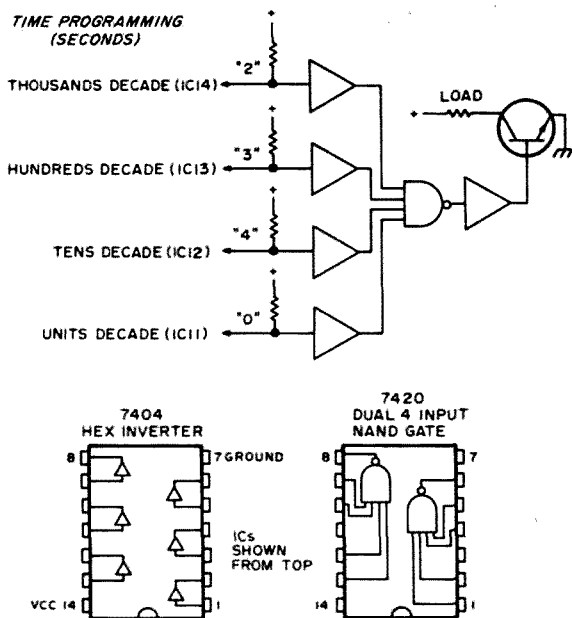 TIME PROGRAMMING
(SECONDS)
+
"2"
THOUSANDS DECADE (IC14)
LOAD
+
+
"3"
HUNDREDS DECADE (IC13)
+
"4"
TENS DECADE (IC12)
+
"0"
UNITS DECADE (IC11)
7404
HEX INVERTER
8
7 GROUND
VCC 14
1
ICs
SHOWN
FROM TOP
7420
DUAL 4 INPUT
NAND GATE
8
7
14
1